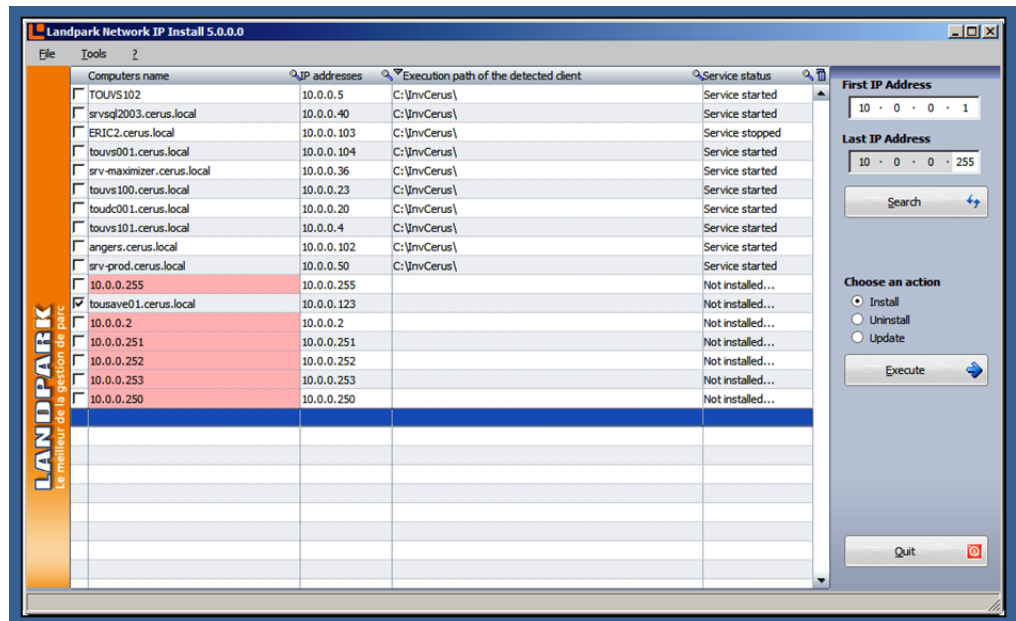 Landpark Network IP Install 5.0.0.0
File Tools ?
Computers name IP addresses Execution path of the detected client Service status
TOUVS102 10.0.0.5 C:\InvCerus\ Service started
srvsql2003.cerus.local 10.0.0.40 C:\InvCerus\ Service started
ERIC2.cerus.local 10.0.0.103 C:\InvCerus\ Service stopped
touvs001.cerus.local 10.0.0.104 C:\InvCerus\ Service started
srv-maximizer.cerus.local 10.0.0.36 C:\InvCerus\ Service started
touvs100.cerus.local 10.0.0.23 C:\InvCerus\ Service started
toudc001.cerus.local 10.0.0.20 C:\InvCerus\ Service started
touvs101.cerus.local 10.0.0.4 C:\InvCerus\ Service started
angers.cerus.local 10.0.0.102 C:\InvCerus\ Service started
srv-prod.cerus.local 10.0.0.50 C:\InvCerus\ Service started
10.0.0.255 10.0.0.255 Not installed...
tousave01.cerus.local 10.0.0.123 Not installed...
10.0.0.2 10.0.0.2 Not installed...
10.0.0.251 10.0.0.251 Not installed...
10.0.0.252 10.0.0.252 Not installed...
10.0.0.253 10.0.0.253 Not installed...
10.0.0.250 10.0.0.250 Not installed...
LANDPARK
Le meilleur de la gestion de parc
First IP Address
10 · 0 · 0 · 1
Last IP Address
10 · 0 · 0 · 255
Search
Choose an action
Install
Uninstall
Update
Execute
Quit